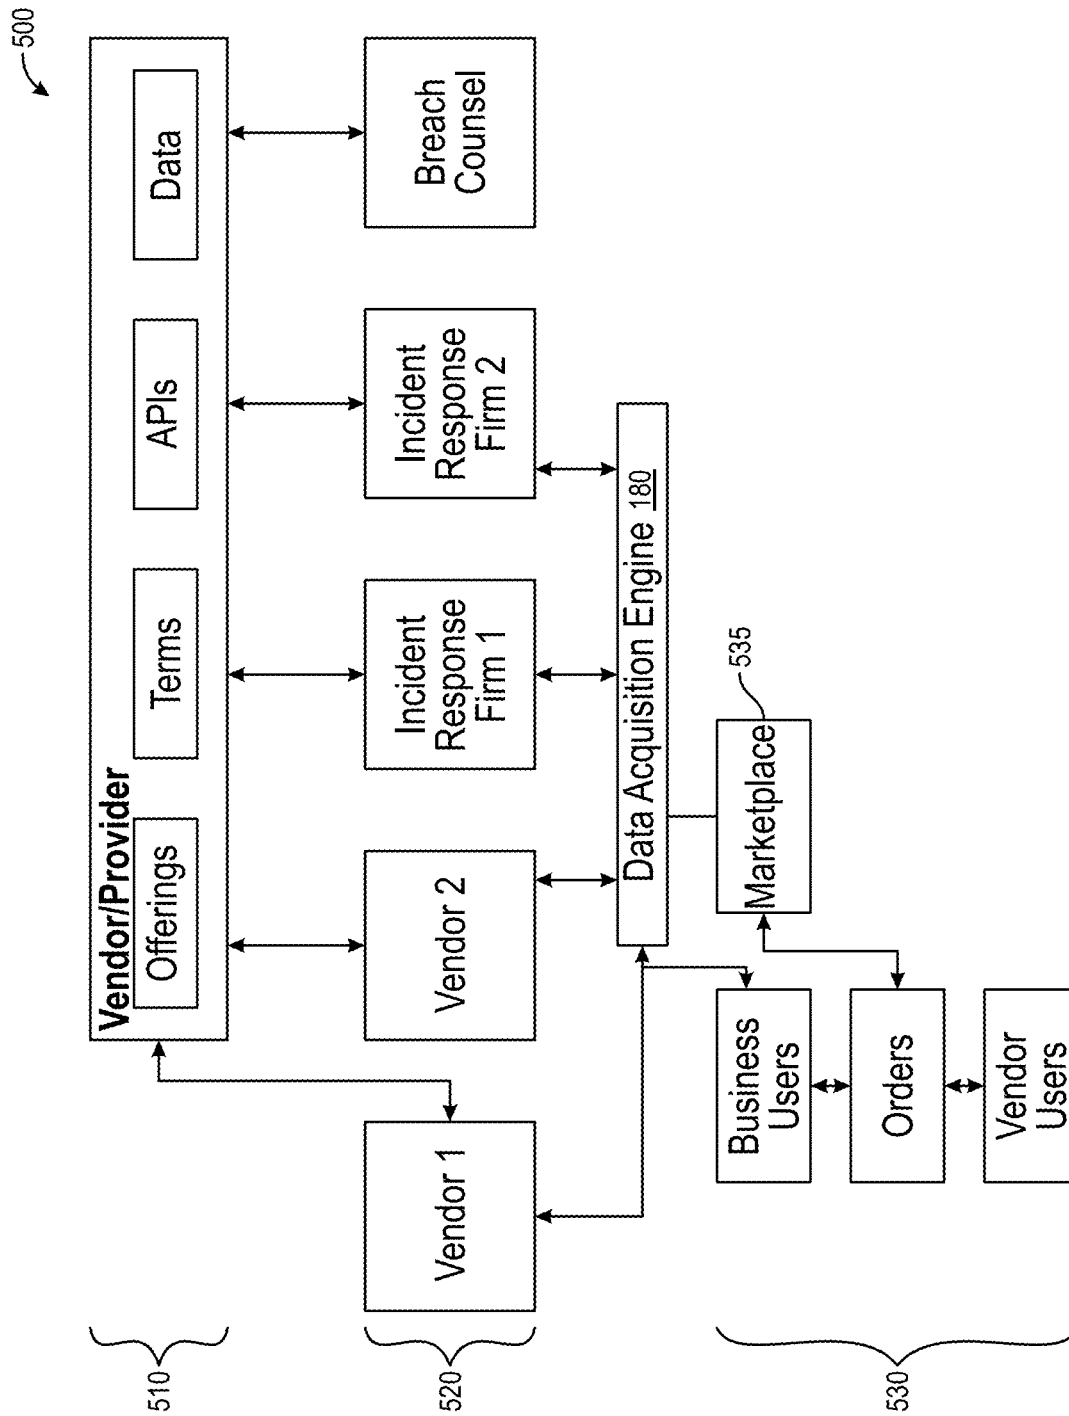 500
510
Vendor/Provider
Offerings
Terms
APIs
Data
520
Vendor 1
Vendor 2
Incident
Response
Firm 1
Incident
Response
Firm 2
Breach
Counsel
Data Acquisition Engine 180
530
Business
Users
Orders
Vendor
Users
Marketplace
535